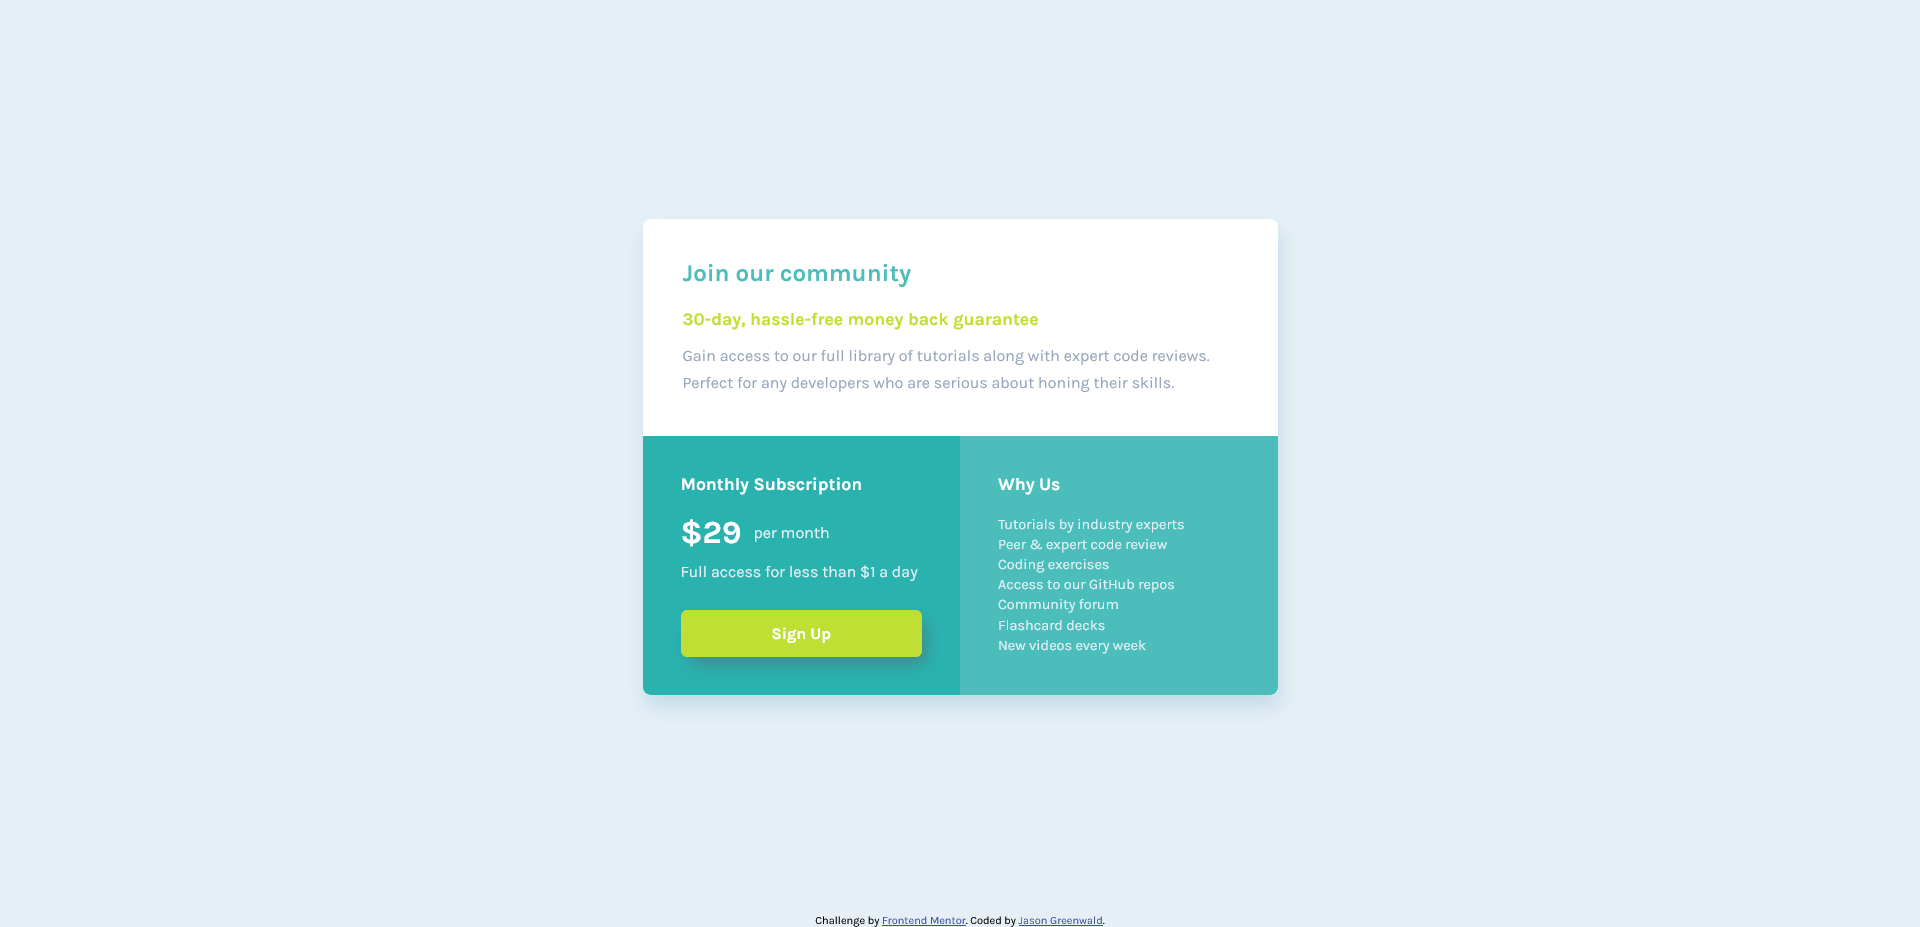 Join our community
30-day, hassle-free money back guarantee
Gain access to our full library of tutorials along with expert code reviews.
Perfect for any developers who are serious about honing their skills.
Monthly Subscription
$29 per month
Full access for less than $1 a day
Sign Up
Why Us
Tutorials by industry experts
Peer & expert code review
Coding exercises
Access to our GitHub repos
Community forum
Flashcard decks
New videos every week
Challenge by Frontend Mentor. Coded by Jason Greenwald.